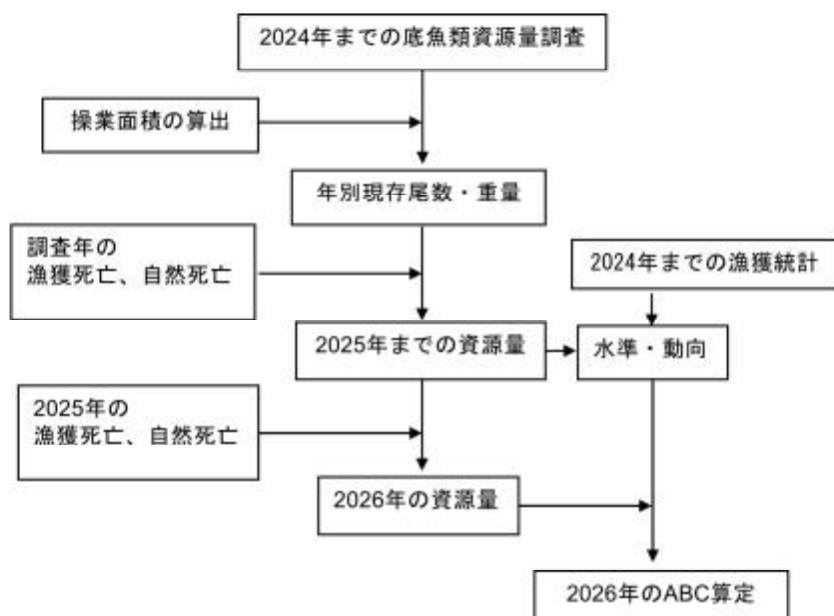 2024年までの底魚類資源量調査
操業面積の算出
年別現存尾数・重量
調査年の
漁獲死亡、自然死亡
2024年までの漁獲統計
2025年までの資源量
水準・動向
2025年の
漁獲死亡、自然死亡
2026年の資源量
2026年のABC算定